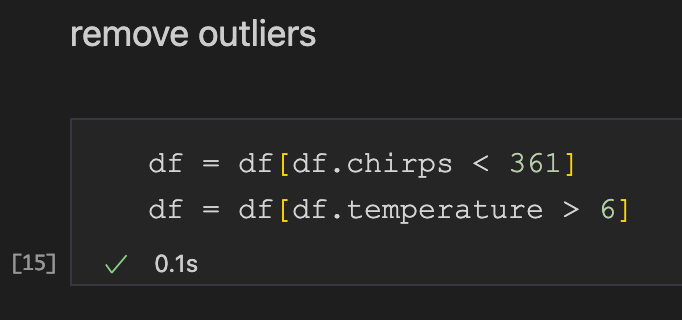 remove outliers
df = df[df.chirps < 361]
df = df[df.temperature > 6]
[15] ✓ 0.1s